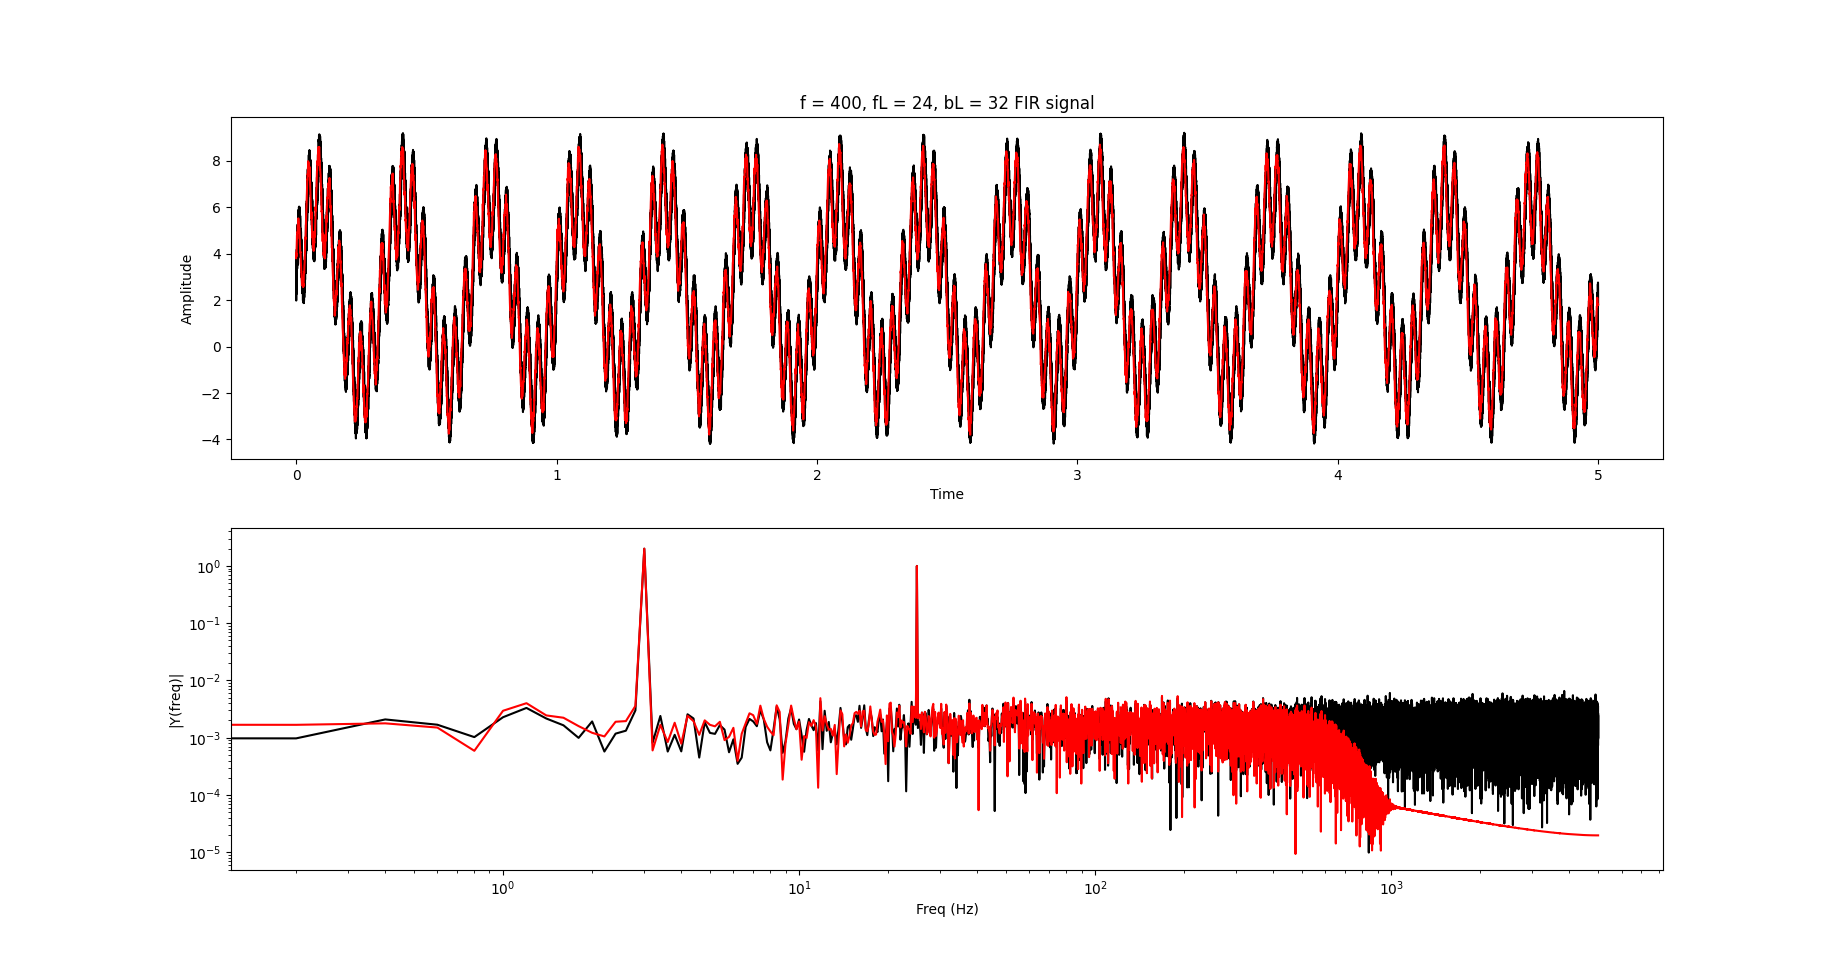 f = 400, fL = 24, bL = 32 FIR signal
Amplitude
8
6
4
2
0
−2
−4
0 1 2 3 4 5
Time
|Y(freq)|
10⁰
10⁻¹
10⁻²
10⁻³
10⁻⁴
10⁻⁵
10⁰ 10¹ 10² 10³
Freq (Hz)